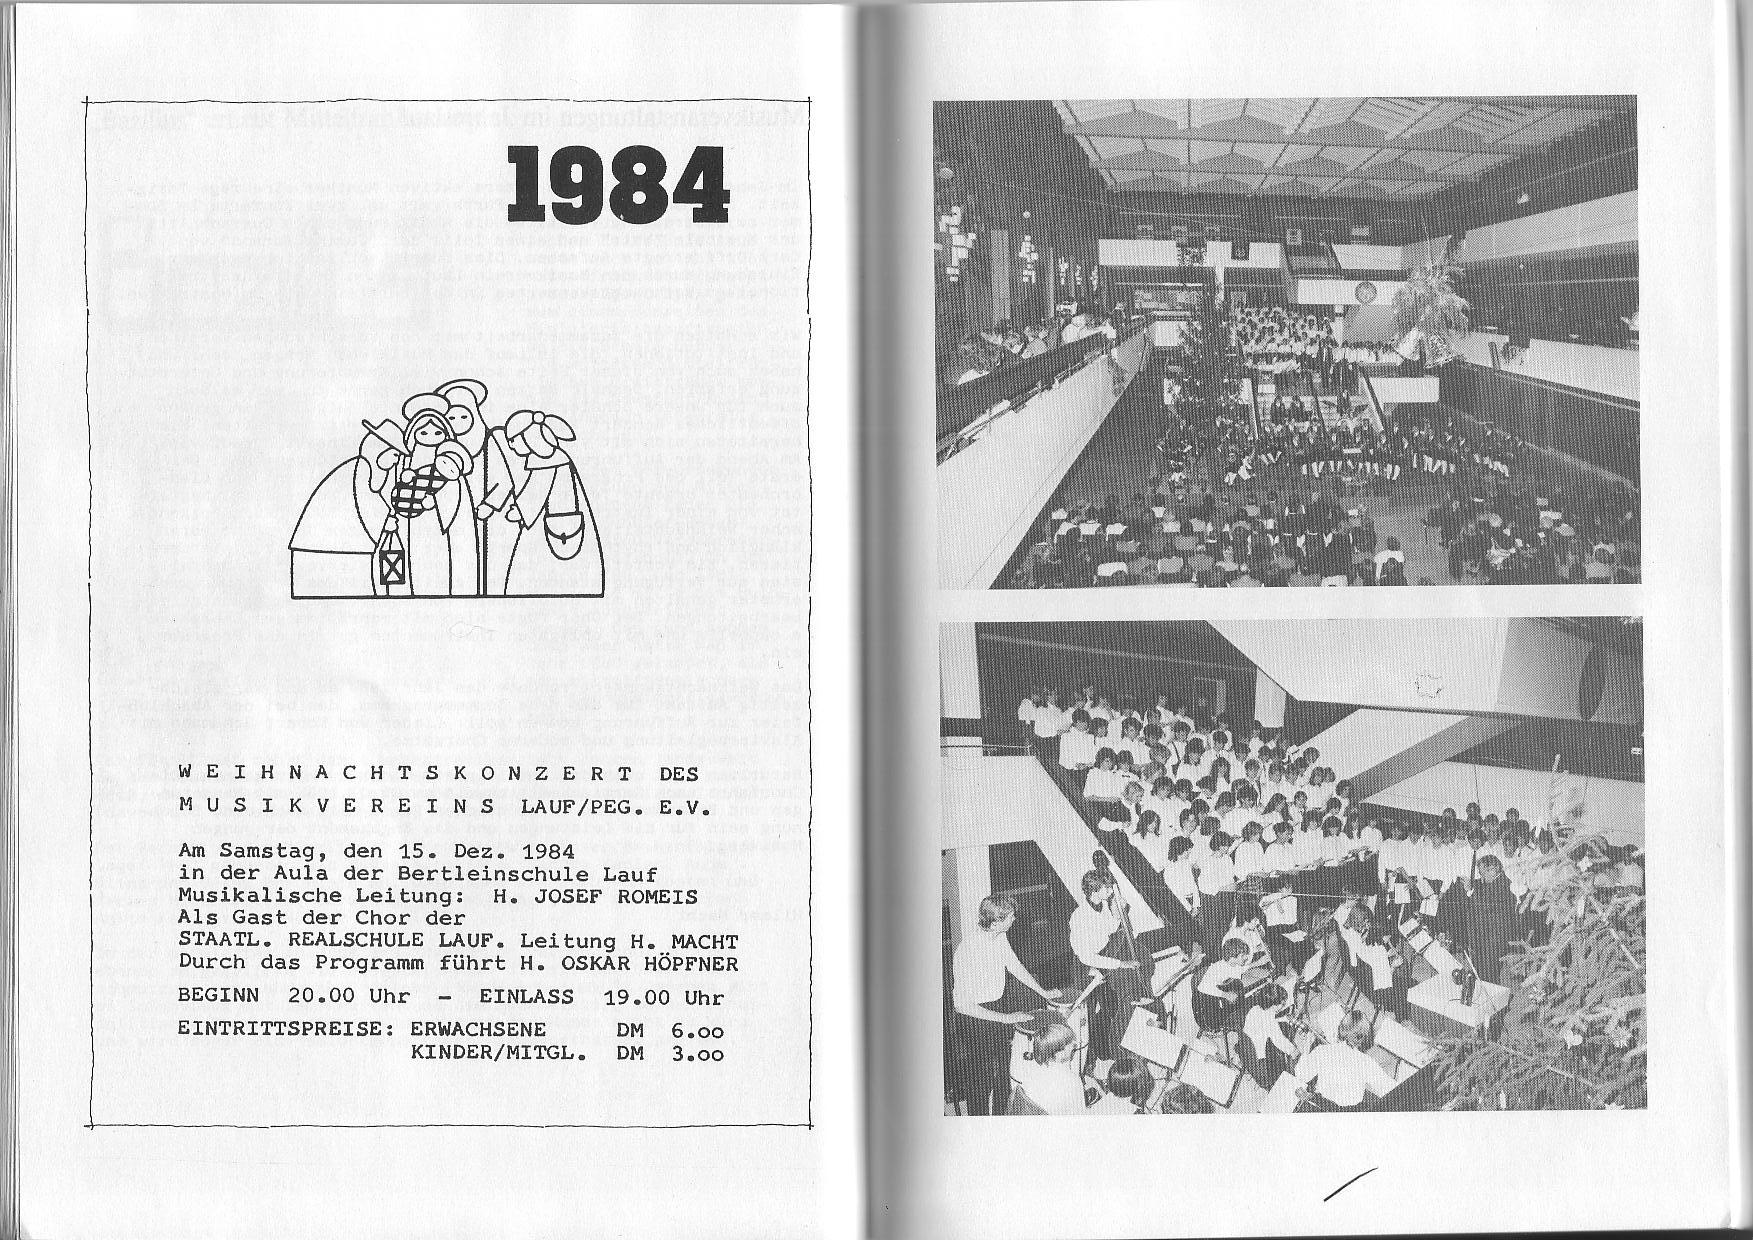 1984
WEIHNACHTSKONZERT DES
MUSIKVEREINS LAUF/PEG. E.V.
Am Samstag, den 15. Dez. 1984
in der Aula der Bertleinschule Lauf
Musikalische Leitung: H. JOSEF ROMEIS
Als Gast der Chor der
STAATL. REALSCHULE LAUF. Leitung H. MACHT
Durch das Programm führt H. OSKAR HÖPFNER
BEGINN 20.00 Uhr - EINLASS 19.00 Uhr
EINTRITTSPREISE: ERWACHSENE DM 6.oo
KINDER/MITGL. DM 3.oo